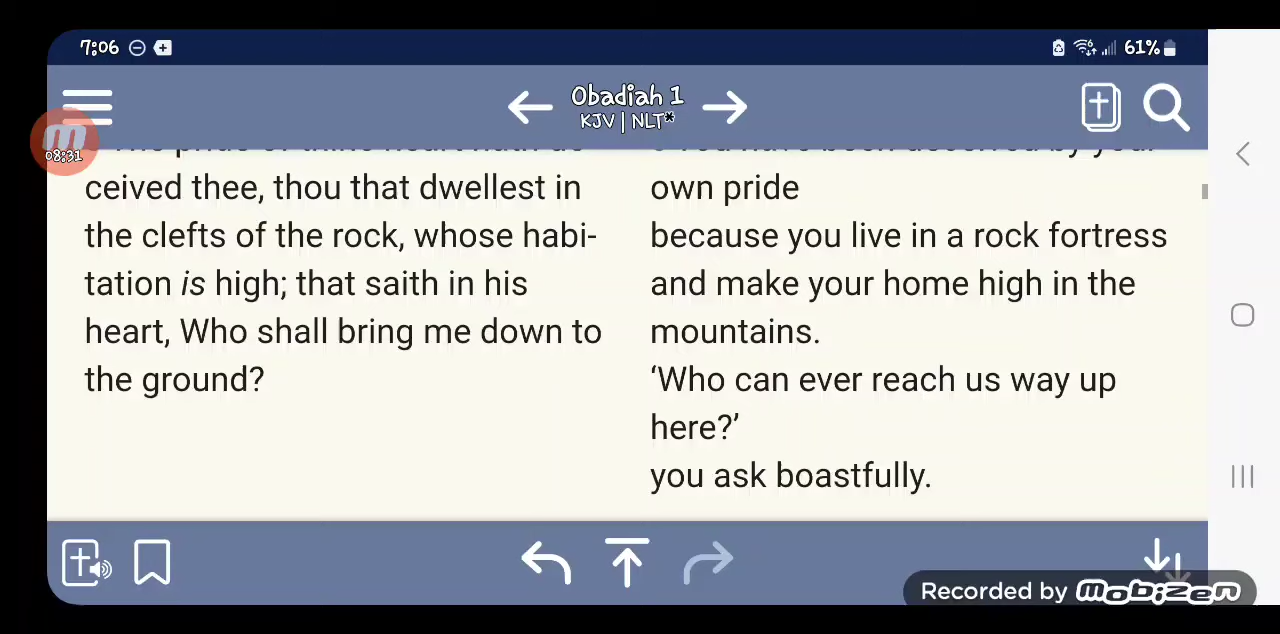 7:06
61%
Obadiah 1
KJV | NLT*
08:31
ceived thee, thou that dwellest in
the clefts of the rock, whose habi-
tation is high; that saith in his
heart, Who shall bring me down to
the ground?
own pride
because you live in a rock fortress
and make your home high in the
mountains.
‘Who can ever reach us way up
here?’
you ask boastfully.
Recorded by mobizen